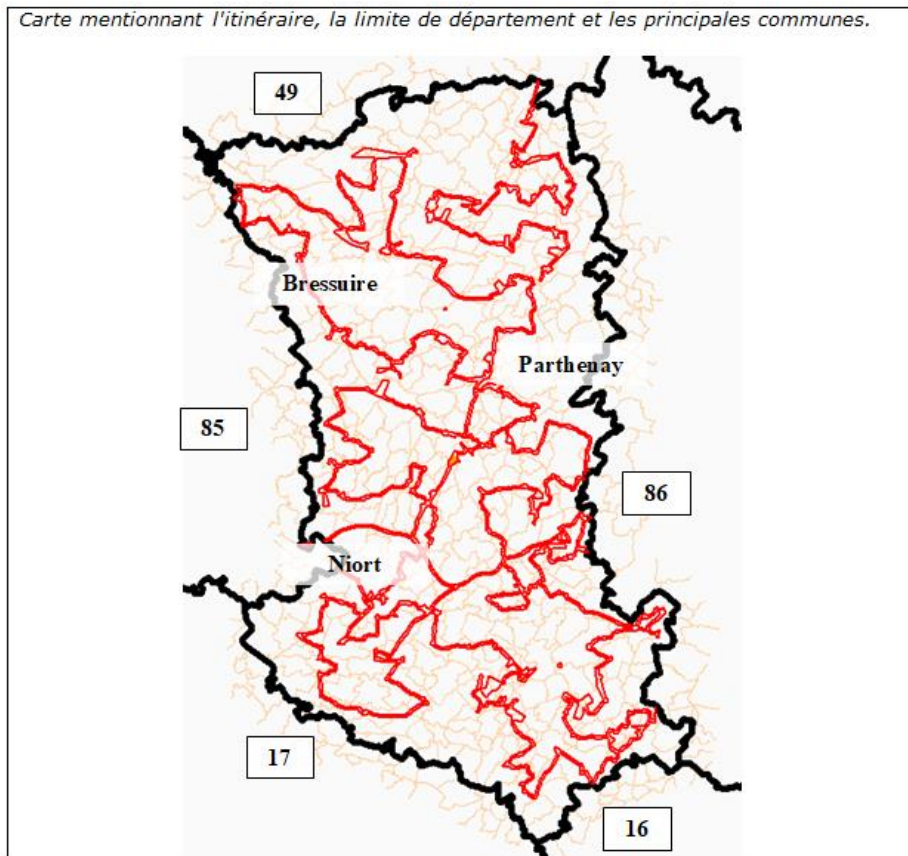 Carte mentionnant l'itinéraire, la limite de département et les principales communes.
49
Bressuire
Parthenay
85
86
Niort
17
16